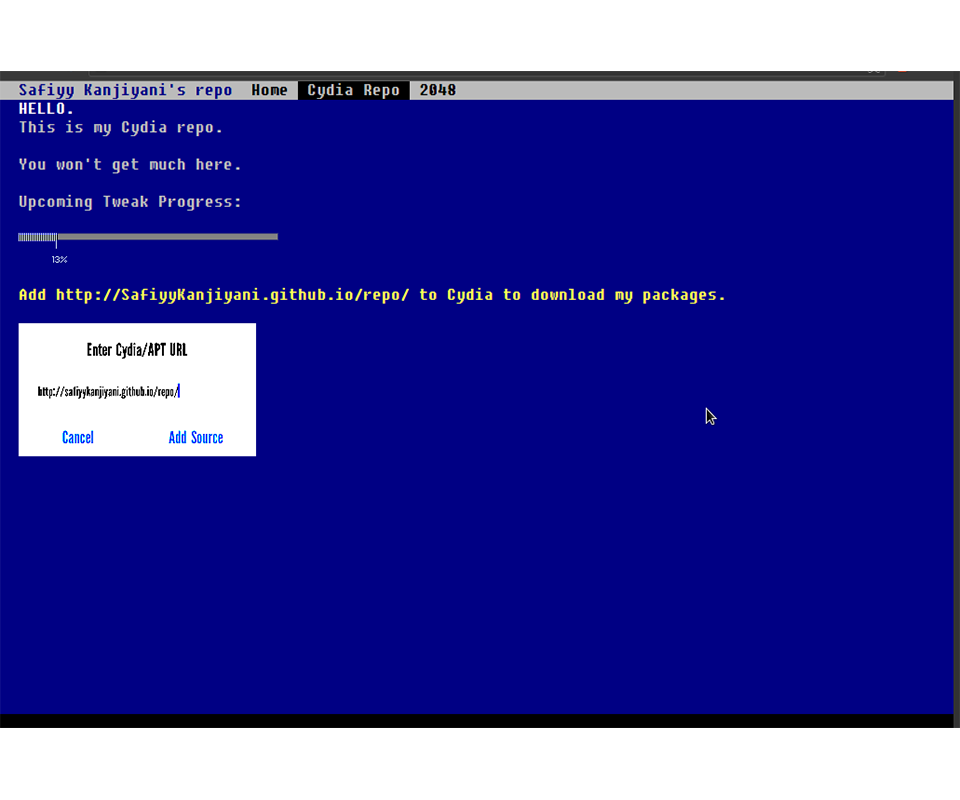 Safiyy Kanjiyani's repo Home Cydia Repo 2048
HELLO.
This is my Cydia repo.
You won't get much here.
Upcoming Tweak Progress:
13%
Add http://SafiyyKanjiyani.github.io/repo/ to Cydia to download my packages.
Enter Cydia/APT URL
http://safiyykanjiyani.github.io/repo/
Cancel Add Source